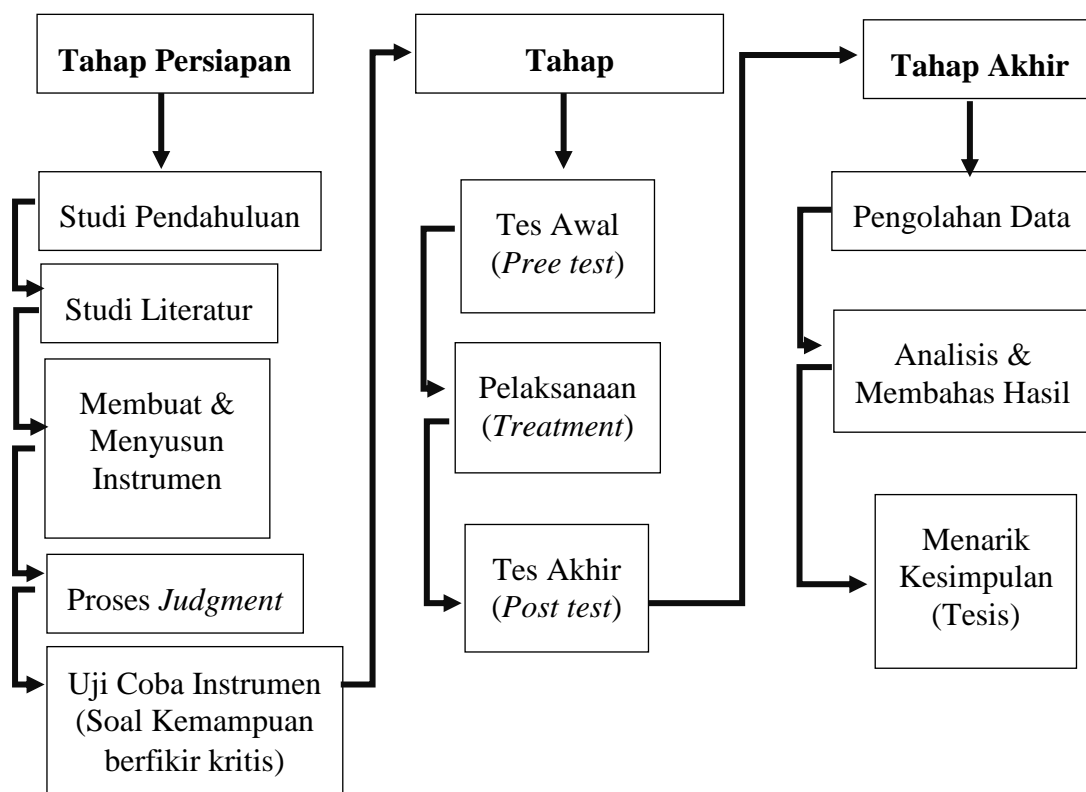 Tahap Persiapan
Studi Pendahuluan
Studi Literatur
Membuat &
Menyusun
Instrumen
Proses Judgment
Uji Coba Instrumen
(Soal Kemampuan
berfikir kritis)
Tahap
Tes Awal
(Pree test)
Pelaksanaan
(Treatment)
Tes Akhir
(Post test)
Tahap Akhir
Pengolahan Data
Analisis &
Membahas Hasil
Menarik
Kesimpulan
(Tesis)